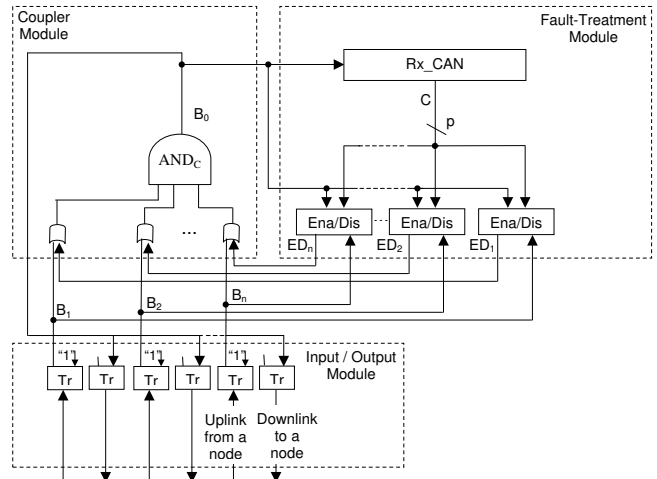 Coupler
Module
Fault-Treatment
Module
Rx_CAN
B₀
C
p
ANDC
...
Ena/Dis
Ena/Dis
Ena/Dis
EDₙ
ED₂
ED₁
B₁
B₂
Bₙ
Input / Output
Module
“1”
“1”
“1”
Tr
Tr
Tr
Tr
Tr
Tr
Uplink
from a
node
Downlink
to a
node